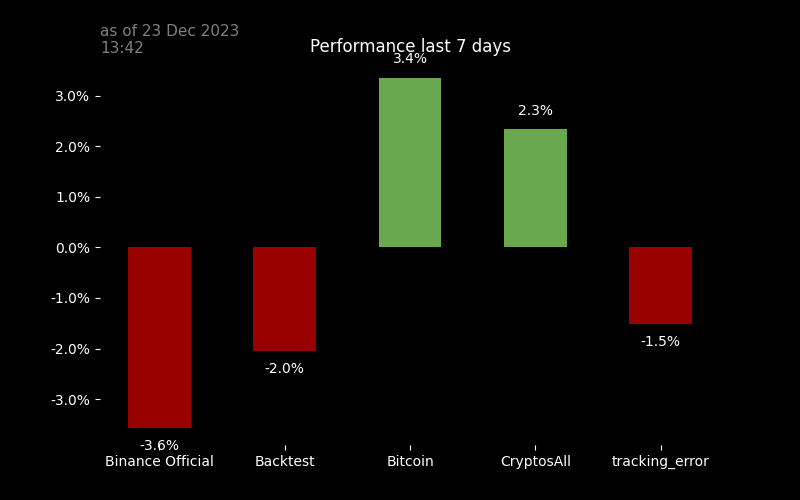 as of 23 Dec 2023
13:42
Performance last 7 days
3.4%
3.0%
2.3%
2.0%
1.0%
0.0%
-1.0%
-2.0%
-3.0%
-1.5%
-2.0%
-3.6%
Binance Official
Backtest
Bitcoin
CryptosAll
tracking_error